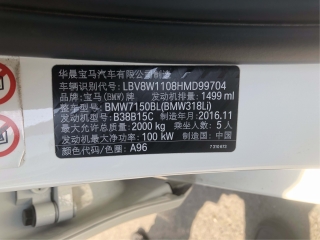 华晨宝马汽车有限公司制造
车辆识别代号: LBV8W1108HMD99704
品牌: 宝马(BMW)牌 发动机排量: 1499 ml
整车型号: BMW7150BL(BMW318Li)
发动机型号: B38B15C 制造年月: 2016.11
最大允许总质量: 2000 kg 乘坐人数: 5人
发动机最大净功率: 100 kW 制造国: 中国
颜色代码/色圈: A96